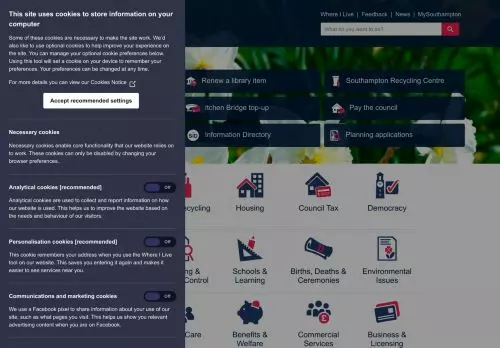 This site uses cookies to store information on your
computer
Some of these cookies are necessary to make the site work. We'd
also like to use optional cookies to help improve your experience on
the site. You can manage your optional cookie preferences below.
Using this tool will set a cookie on your device to remember your
preferences. Your preferences can be changed at any time.
For more details you can view our Cookies Notice
Accept recommended settings
Necessary cookies
Necessary cookies enable core functionality that our website relies on
to work. These cookies can only be disabled by changing your
browser preferences.
Analytical cookies [recommended]
Off
Analytical cookies are used to collect and report information on how
our website is used. This helps us to improve the website based on
the needs and behaviour of our visitors.
Personalisation cookies [recommended]
Off
This cookie remembers your address when you use the Where I Live
tool on our website. This saves you entering it again and makes it
easier to see services near you.
Communications and marketing cookies
Off
We use a Facebook pixel to share information about your use of our
site, such as what pages you visit. This helps us show you relevant
advertising content when you are on Facebook.
Where I Live | Feedback | News | MySouthampton
What do you want to do?
Renew a library item
Southampton Recycling Centre
Itchen Bridge top-up
Pay the council
SID
Information Directory
Planning applications
cycling
Housing
Council Tax
Democracy
g &
Control
Schools &
Learning
Births, Deaths &
Ceremonies
Environmental
Issues
Care
Benefits &
Welfare
Commercial
Services
Business &
Licensing